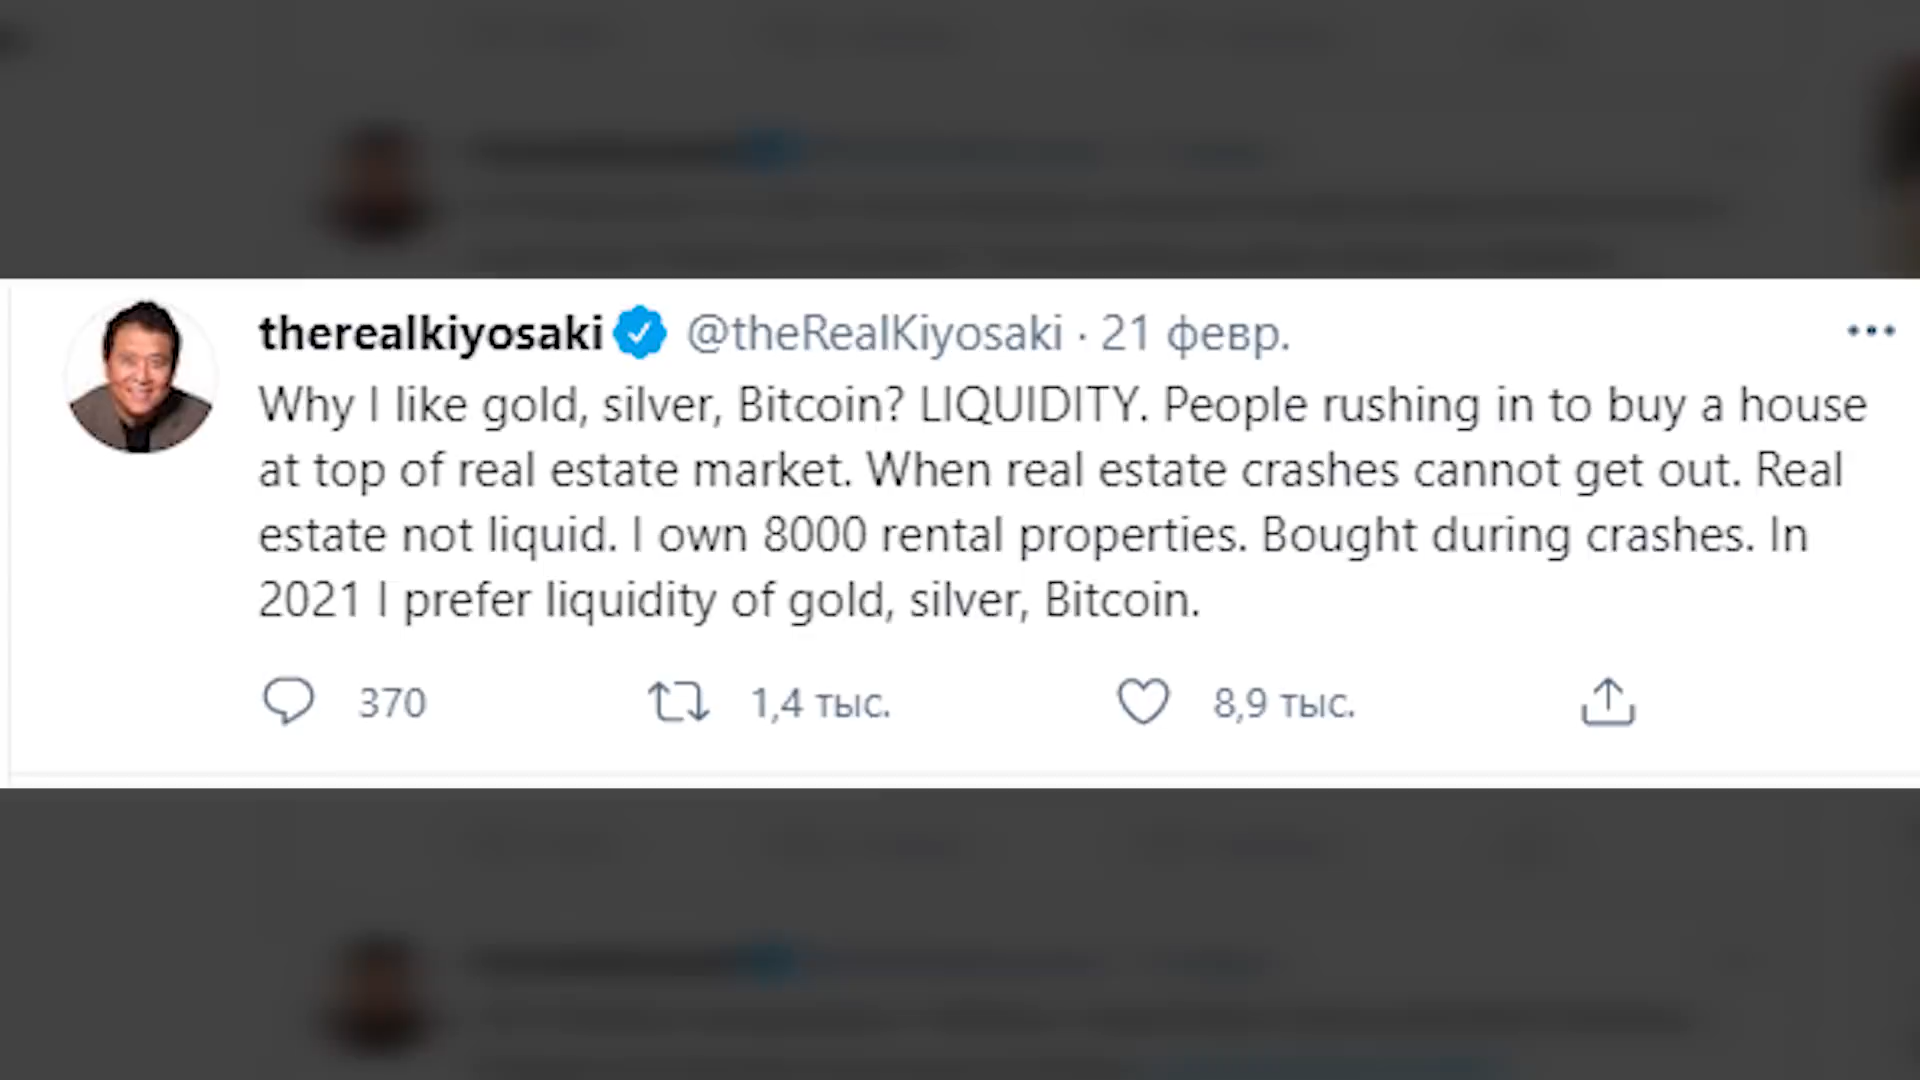 therealkiyosaki @theRealKiyosaki · 21 февр.
Why I like gold, silver, Bitcoin? LIQUIDITY. People rushing in to buy a house
at top of real estate market. When real estate crashes cannot get out. Real
estate not liquid. I own 8000 rental properties. Bought during crashes. In
2021 I prefer liquidity of gold, silver, Bitcoin.
370 1,4 тыс. 8,9 тыс.